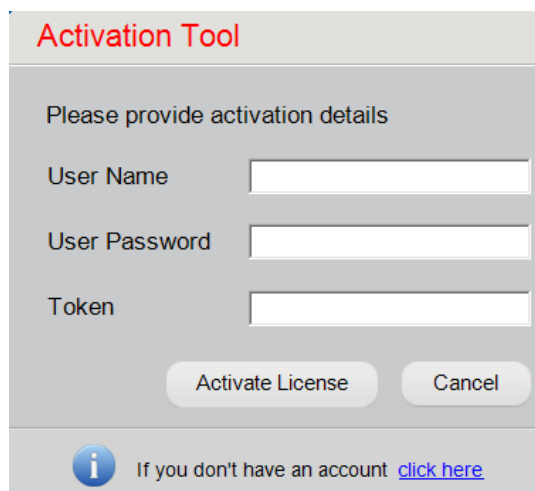 Activation Tool
Please provide activation details
User Name
User Password
Token
Activate License Cancel
If you don't have an account click here